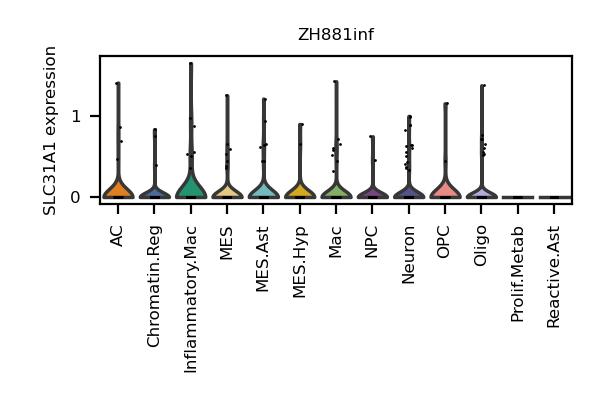 ZH881inf
SLC31A1 expression
1
0
AC
Chromatin.Reg
Inflammatory.Mac
MES
MES.Ast
MES.Hyp
Mac
NPC
Neuron
OPC
Oligo
Prolif.Metab
Reactive.Ast